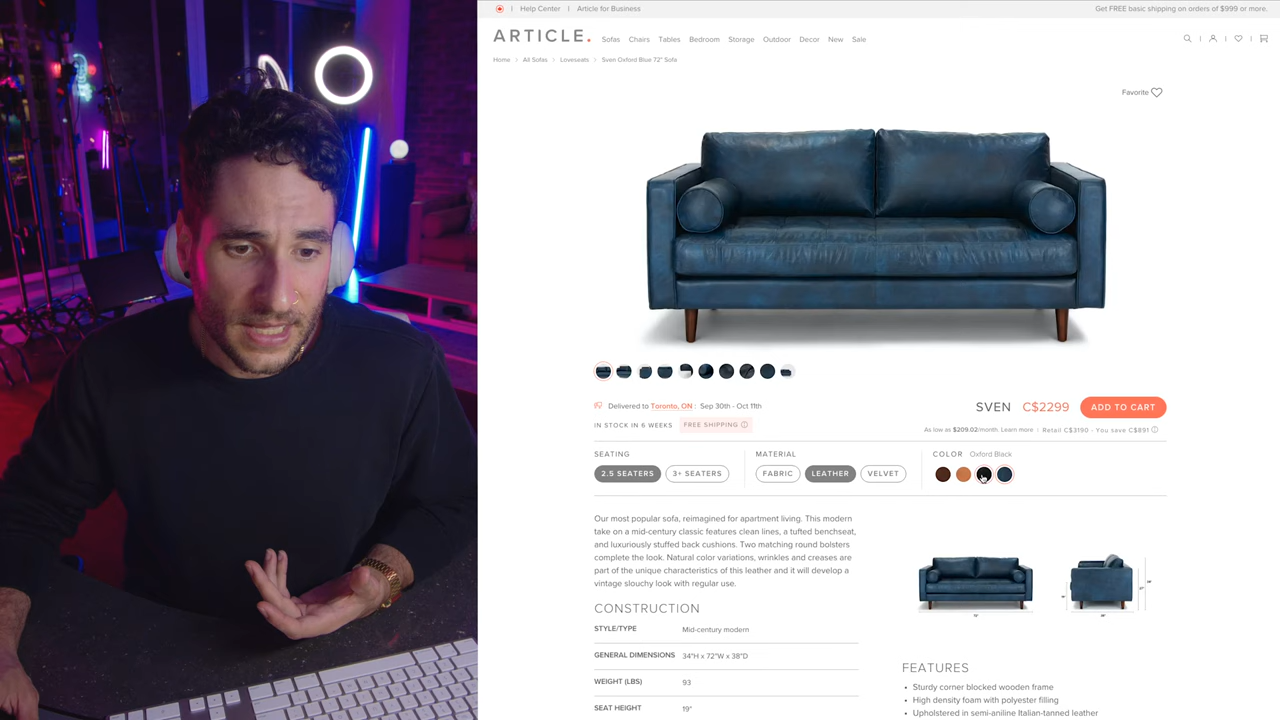 Help Center | Article for Business
Get FREE basic shipping on orders of $999 or more.
ARTICLE.
Sofas Chairs Tables Bedroom Storage Outdoor Decor New Sale
Home > All Sofas > Loveseats > Sven Oxford Blue 72" Sofa
Favorite
Delivered to Toronto, ON : Sep 30th - Oct 11th
SVEN C$2299 ADD TO CART
IN STOCK IN 6 WEEKS FREE SHIPPING
As low as $209.02/month. Learn more | Retail C$3190 - You save C$891
SEATING
2.5 SEATERS 3+ SEATERS
MATERIAL
FABRIC LEATHER VELVET
COLOR Oxford Black
Our most popular sofa, reimagined for apartment living. This modern
take on a mid-century classic features clean lines, a tufted benchseat,
and luxuriously stuffed back cushions. Two matching round bolsters
complete the look. Natural color variations, wrinkles and creases are
part of the unique characteristics of this leather and it will develop a
vintage slouchy look with regular use.
CONSTRUCTION
STYLE/TYPE Mid-century modern
GENERAL DIMENSIONS 34"H x 72"W x 38"D
WEIGHT (LBS) 93
SEAT HEIGHT 19"
FEATURES
• Sturdy corner blocked wooden frame
• High density foam with polyester filling
• Upholstered in semi-aniline Italian-tanned leather